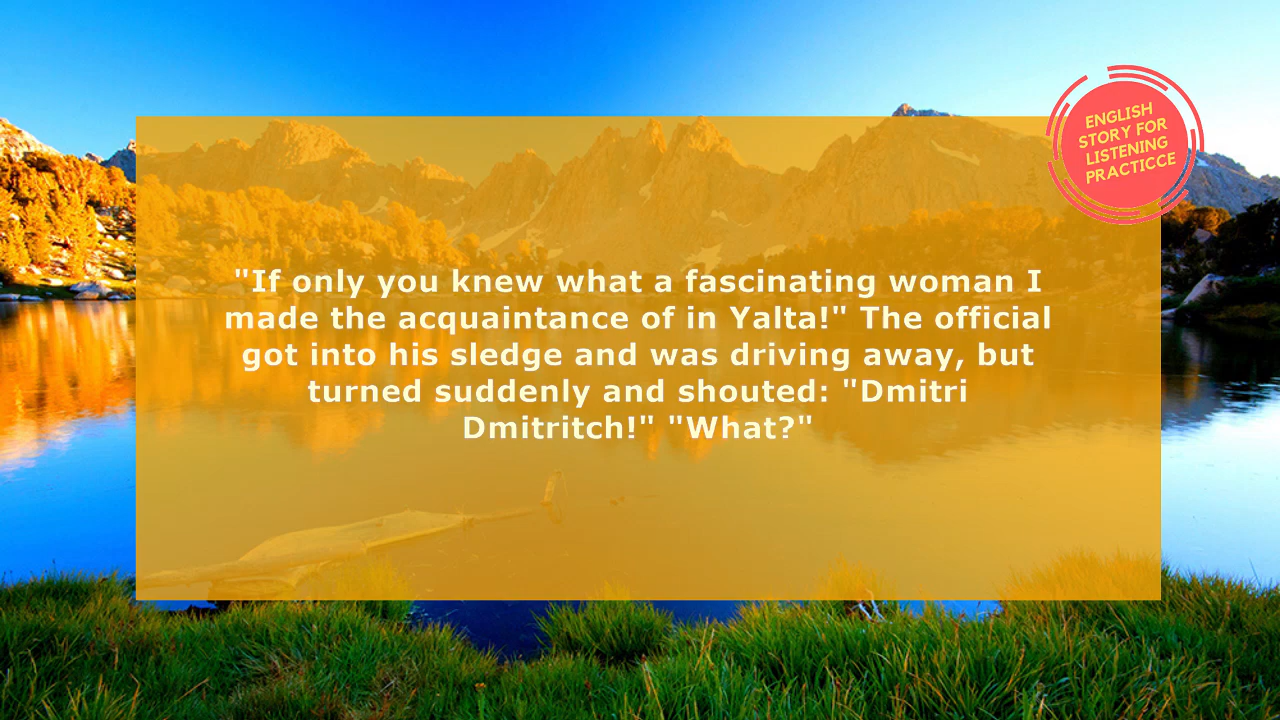 ENGLISH
STORY FOR
LISTENING
PRACTICCE
"If only you knew what a fascinating woman I
made the acquaintance of in Yalta!" The official
got into his sledge and was driving away, but
turned suddenly and shouted: "Dmitri
Dmitritch!" "What?"